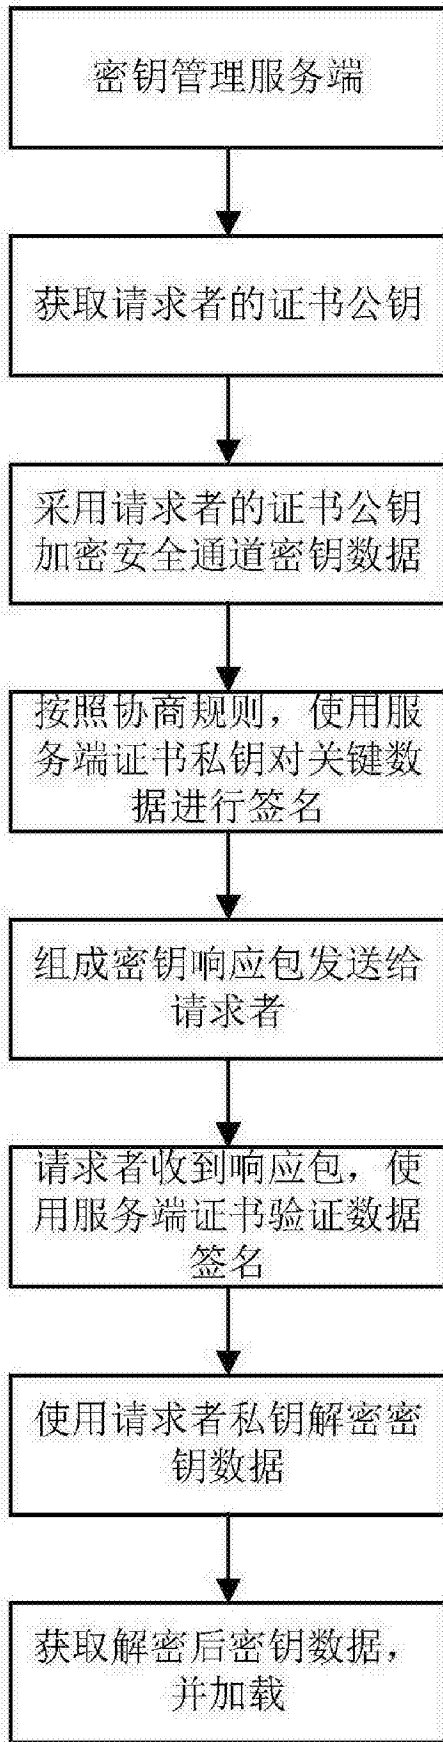 密钥管理服务端
获取请求者的证书公钥
采用请求者的证书公钥
加密安全通道密钥数据
按照协商规则，使用服
务端证书私钥对关键数
据进行签名
组成密钥响应包发送给
请求者
请求者收到响应包，使
用服务端证书验证数据
签名
使用请求者私钥解密密
钥数据
获取解密后密钥数据，
并加载